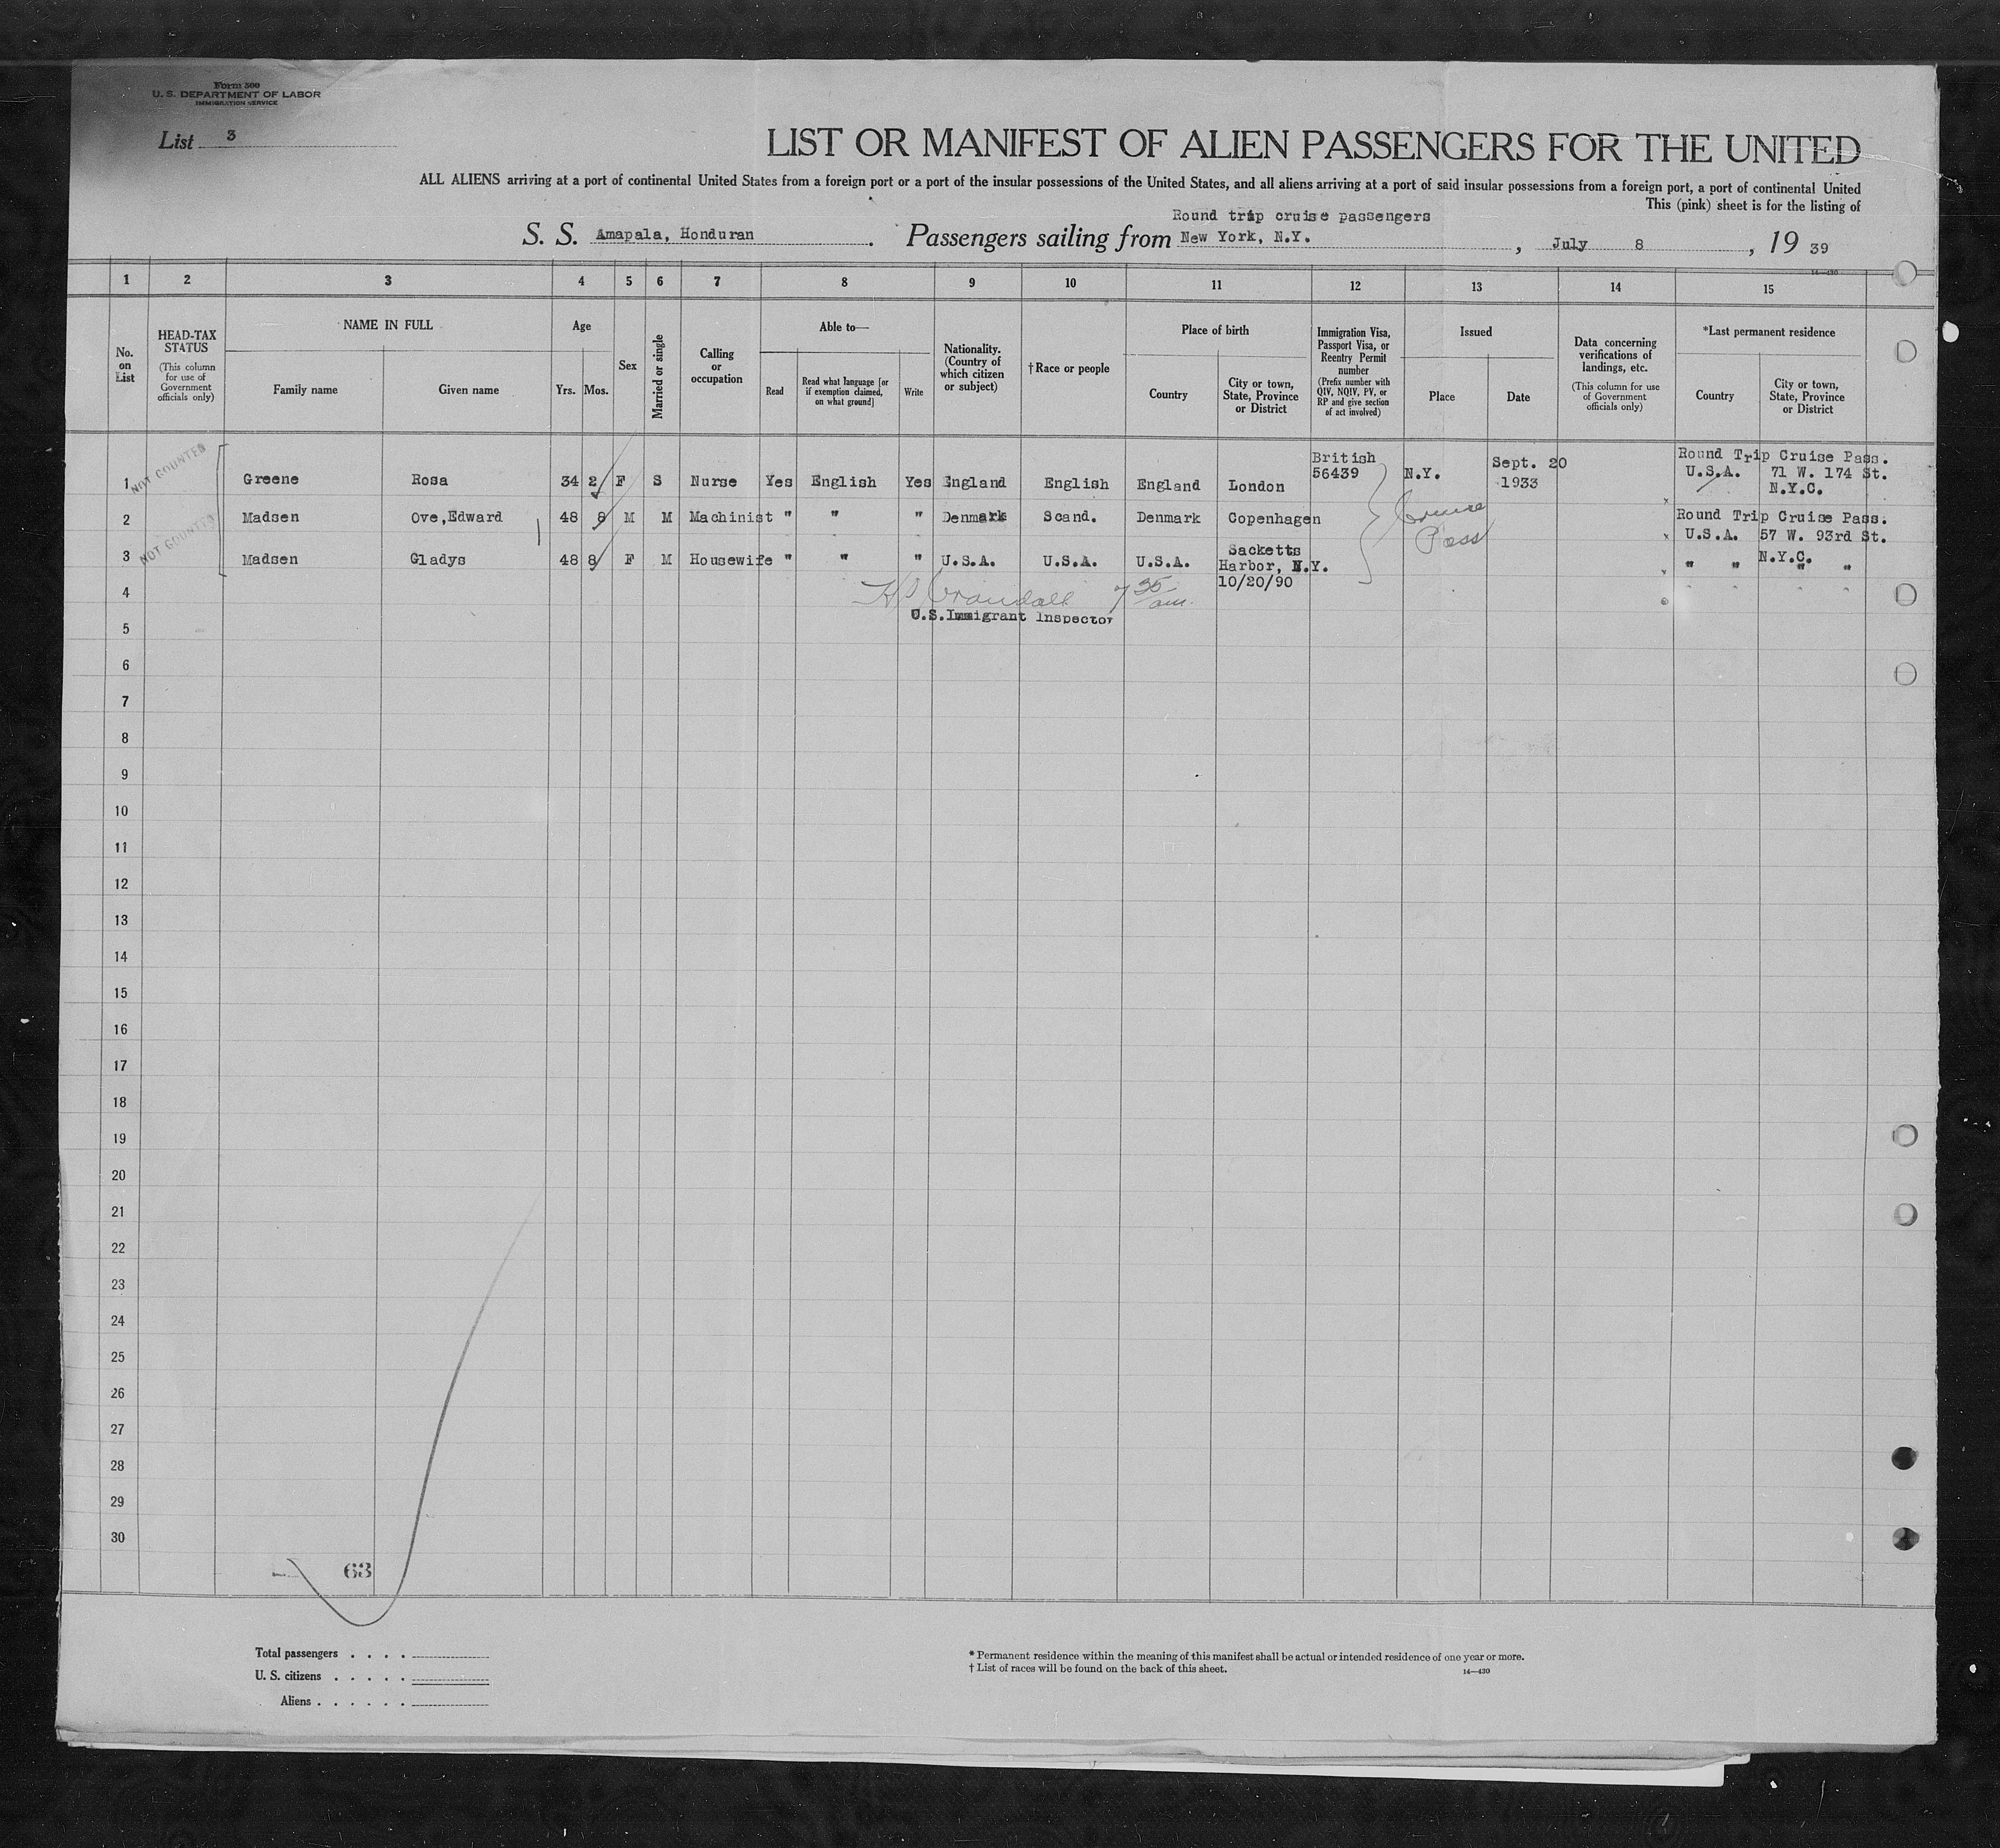 Form 500
U. S. DEPARTMENT OF LABOR
IMMIGRATION SERVICE
List 3
LIST OR MANIFEST OF ALIEN PASSENGERS FOR THE UNITED
ALL ALIENS arriving at a port of continental United States from a foreign port or a port of the insular possessions of the United States, and all aliens arriving at a port of said insular possessions from a foreign port, a port of continental United
This (pink) sheet is for the listing of
Round trip cruise passengers
S. S. Amapala, Honduran. Passengers sailing from New York, N.Y., July 8, 19 39
14—430
1 2 3 4 5 6 7 8 9 10 11 12 13 14 15
No. on List
HEAD-TAX STATUS
(This column for use of Government officials only)
NAME IN FULL
Family name
Given name
Age
Yrs. Mos.
Sex
Married or single
Calling or occupation
Able to—
Read
Read what language [or if exemption claimed, on what ground]
Write
Nationality. (Country of which citizen or subject)
†Race or people
Place of birth
Country
City or town, State, Province or District
Immigration Visa, Passport Visa, or Reentry Permit number
(Prefix number with QIV, NQIV, PV, or RP and give section of act involved)
Issued
Place
Date
Data concerning verifications of landings, etc.
(This column for use of Government officials only)
*Last permanent residence
Country
City or town, State, Province or District
NOT COUNTED
British Sept. 20 Round Trip Cruise Pass.
1 Greene Rosa 34 2 F S Nurse Yes English Yes England English England London 56439 N.Y. 1933 U.S.A. 71 W. 174 St.
N.Y.C.
Cruise Pass
NOT COUNTED
Round Trip Cruise Pass.
2 Madsen Ove,Edward 48 8 M M Machinist " " " Denmark Scand. Denmark Copenhagen U.S.A. 57 W. 93rd St.
N.Y.C.
3 Madsen Gladys 48 8 F M Housewife " " " U.S.A. U.S.A. U.S.A. Sacketts Harbor, N.Y. " " " "
10/20/90
4
Crandall 7 35 am.
U.S.Immigrant Inspector
5
6
7
8
9
10
11
12
13
14
15
16
17
18
19
20
21
22
23
24
25
26
27
28
29
30
63
Total passengers . . . .
U. S. citizens . . . . .
Aliens . . . . . .
* Permanent residence within the meaning of this manifest shall be actual or intended residence of one year or more.
† List of races will be found on the back of this sheet.
14—430